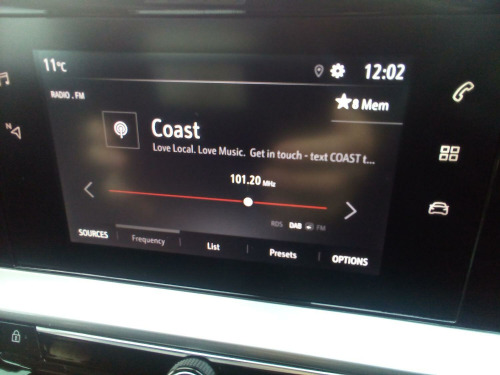 11°C
12:02
RADIO . FM
8 Mem
Coast
Love Local. Love Music. Get in touch - text COAST t...
101.20 MHz
RDS DAB FM
SOURCES
Frequency
List
Presets
OPTIONS
N